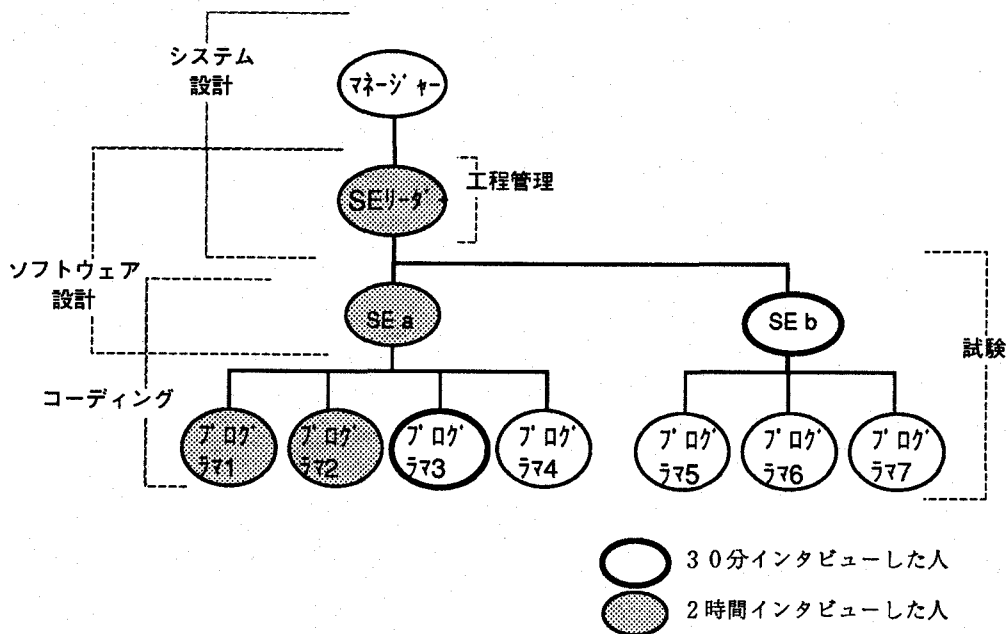 システム
設計
マネージャー
SEリーダー
工程管理
ソフトウェア
設計
SE a
SE b
試験
コーディング
プログ
ラマ1
プログ
ラマ2
プログ
ラマ3
プログ
ラマ4
プログ
ラマ5
プログ
ラマ6
プログ
ラマ7
30分インタビューした人
2時間インタビューした人